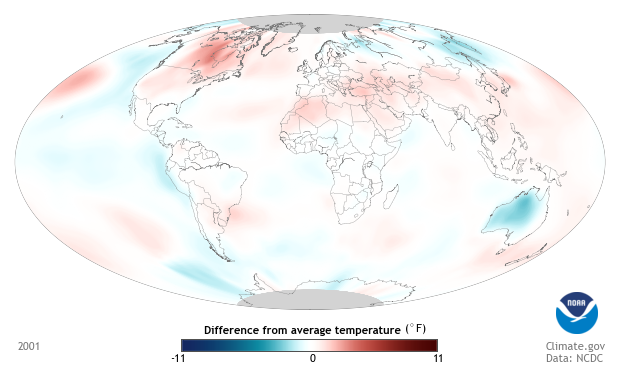 NOAA
Difference from average temperature (°F)
-11 0 11
2001
Climate.gov
Data: NCDC